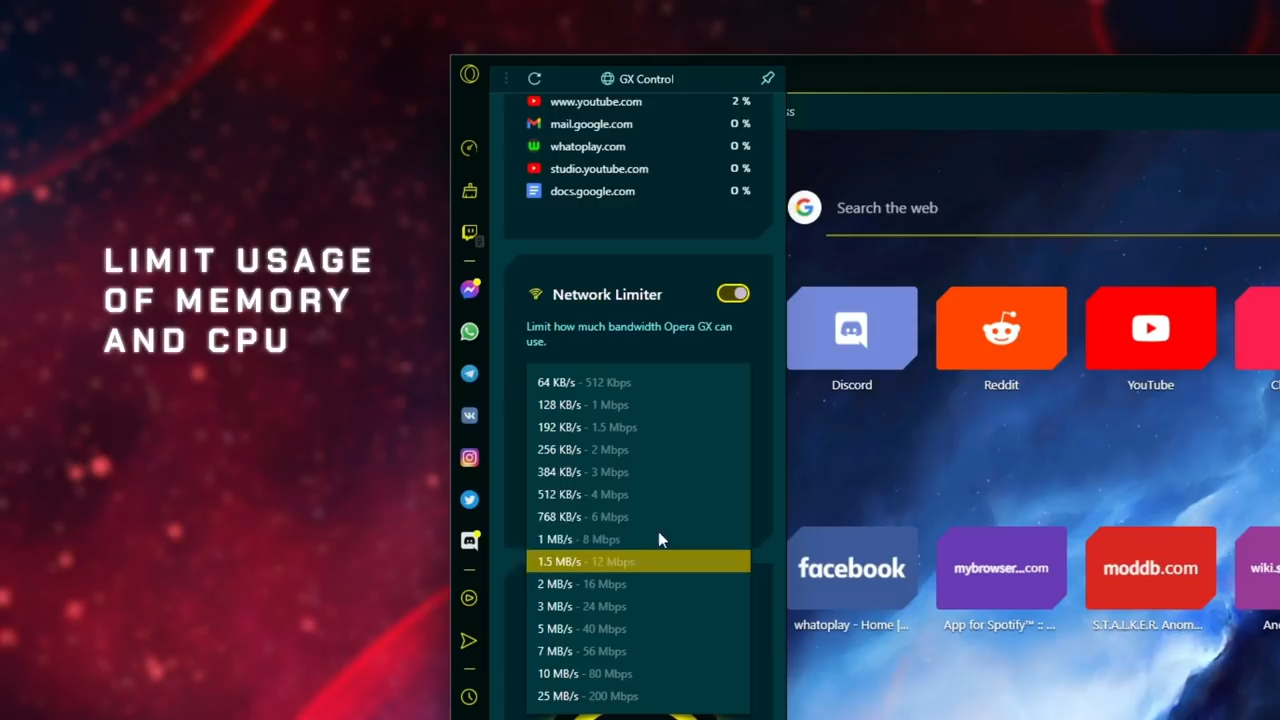 LIMIT USAGE
OF MEMORY
AND CPU
GX Control
www.youtube.com 2 %
mail.google.com 0 %
whatoplay.com 0 %
studio.youtube.com 0 %
docs.google.com 0 %
Network Limiter
Limit how much bandwidth Opera GX can
use.
64 KB/s - 512 Kbps
128 KB/s - 1 Mbps
192 KB/s - 1.5 Mbps
256 KB/s - 2 Mbps
384 KB/s - 3 Mbps
512 KB/s - 4 Mbps
768 KB/s - 6 Mbps
1 MB/s - 8 Mbps
1.5 MB/s - 12 Mbps
2 MB/s - 16 Mbps
3 MB/s - 24 Mbps
5 MB/s - 40 Mbps
7 MB/s - 56 Mbps
10 MB/s - 80 Mbps
25 MB/s - 200 Mbps
ss
Search the web
Discord
Reddit
YouTube
facebook
mybrowser...com
moddb.com
wiki.s
whatoplay - Home |...
App for Spotify™ :: ...
S.T.A.L.K.E.R. Anom...